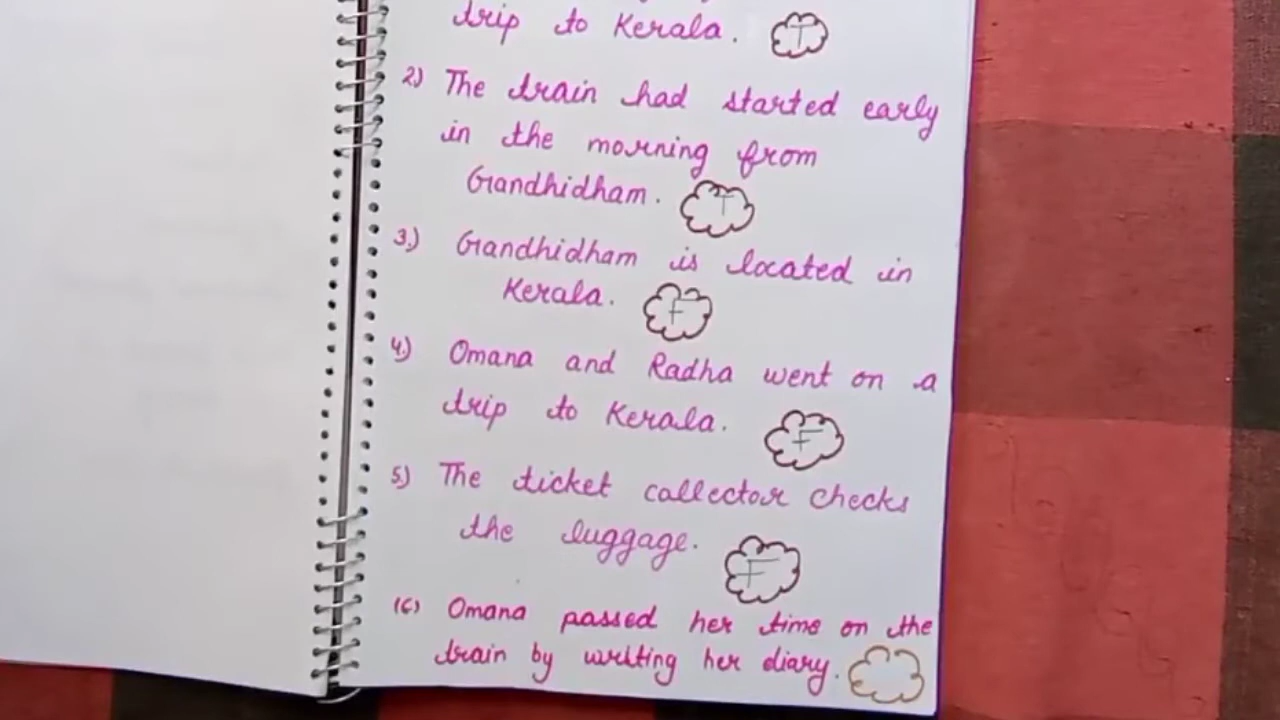 trip to Kerala. T
2) The train had started early
in the morning from
Gandhidham. T
3.) Gandhidham is located in
Kerala. F
4.) Omana and Radha went on a
trip to Kerala. F
5.) The ticket collector checks
the luggage. F
(6) Omana passed her time on the
train by writing her diary.